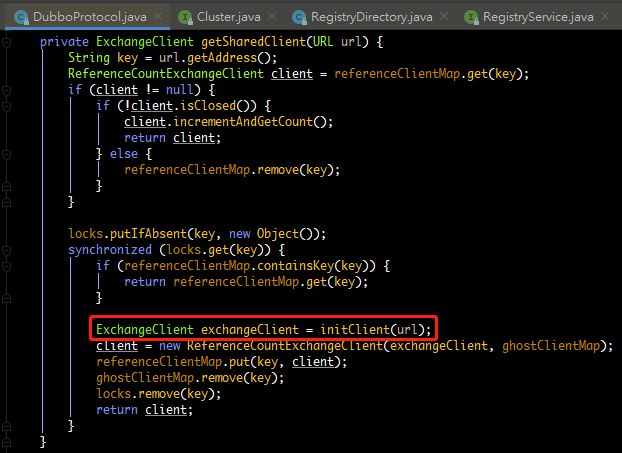 DubboProtocol.java × Cluster.java × RegistryDirectory.java × RegistryService.java ×
private ExchangeClient getSharedClient(URL url) {
String key = url.getAddress();
ReferenceCountExchangeClient client = referenceClientMap.get(key);
if (client != null) {
if (!client.isClosed()) {
client.incrementAndGetCount();
return client;
} else {
referenceClientMap.remove(key);
}
}
locks.putIfAbsent(key, new Object());
synchronized (locks.get(key)) {
if (referenceClientMap.containsKey(key)) {
return referenceClientMap.get(key);
}
ExchangeClient exchangeClient = initClient(url);
client = new ReferenceCountExchangeClient(exchangeClient, ghostClientMap);
referenceClientMap.put(key, client);
ghostClientMap.remove(key);
locks.remove(key);
return client;
}
}